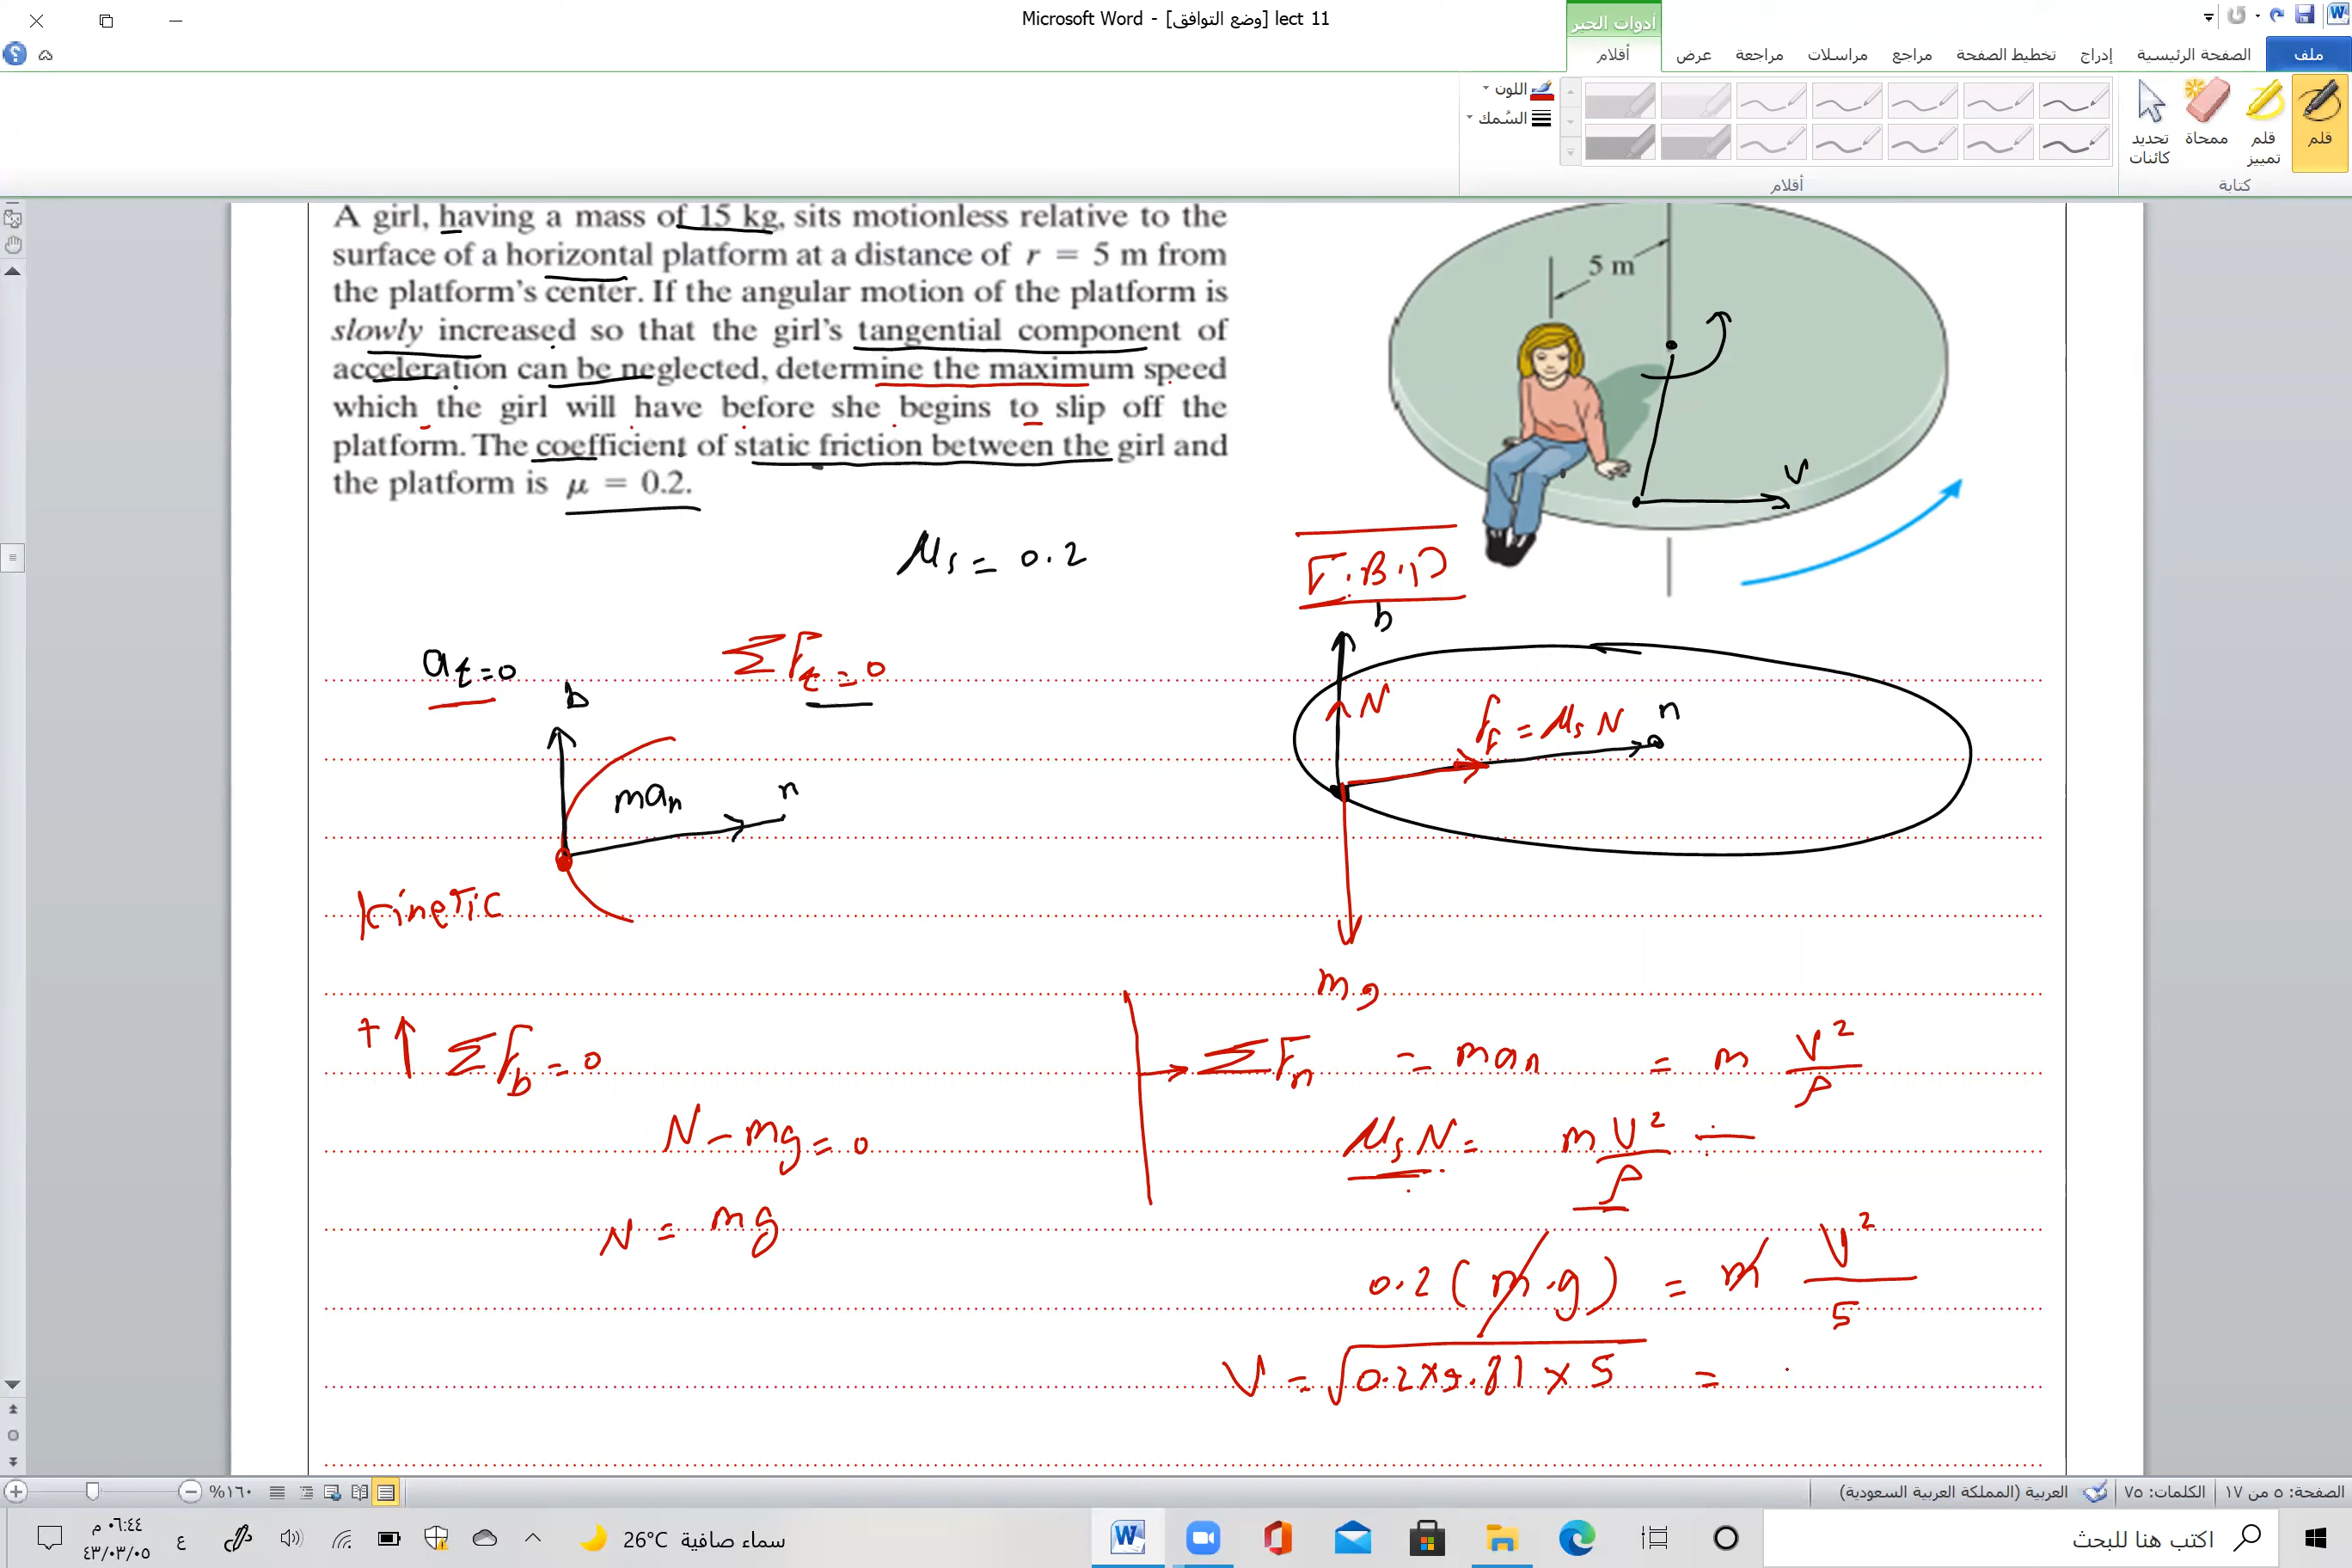 lect 11 [وضع التوافق] - Microsoft Word
أدوات الحبر
ملف الصفحة الرئيسية إدراج تخطيط الصفحة مراجع مراسلات مراجعة عرض أقلام
قلم
قلم تمييز
ممحاة
تحديد كائنات
اللون
السُمك
كتابة
أقلام
A girl, having a mass of 15 kg, sits motionless relative to the
surface of a horizontal platform at a distance of r = 5 m from
the platform's center. If the angular motion of the platform is
slowly increased so that the girl's tangential component of
acceleration can be neglected, determine the maximum speed
which the girl will have before she begins to slip off the
platform. The coefficient of static friction between the girl and
the platform is μ = 0.2.
5 m
V
μs = 0.2
F.B.D
at=0
ΣFt=0
b
man
n
b
N
Ff = μs N
n
mg
Kinetic
+↑ ΣFb=0
N-mg=0
N = mg
→ ΣFn = man = m V²/ρ
μs N = m V²/ρ
0.2 (m.g) = m V²/5
V = √0.2×9.81×5 =
الصفحة: ٥ من ١٧
الكلمات: ٧٥
العربية (المملكة العربية السعودية)
%١٦٠
اكتب هنا للبحث
26°C سماء صافية
ع
٠٦:٤٤ م
٤٣/٠٣/٠٥